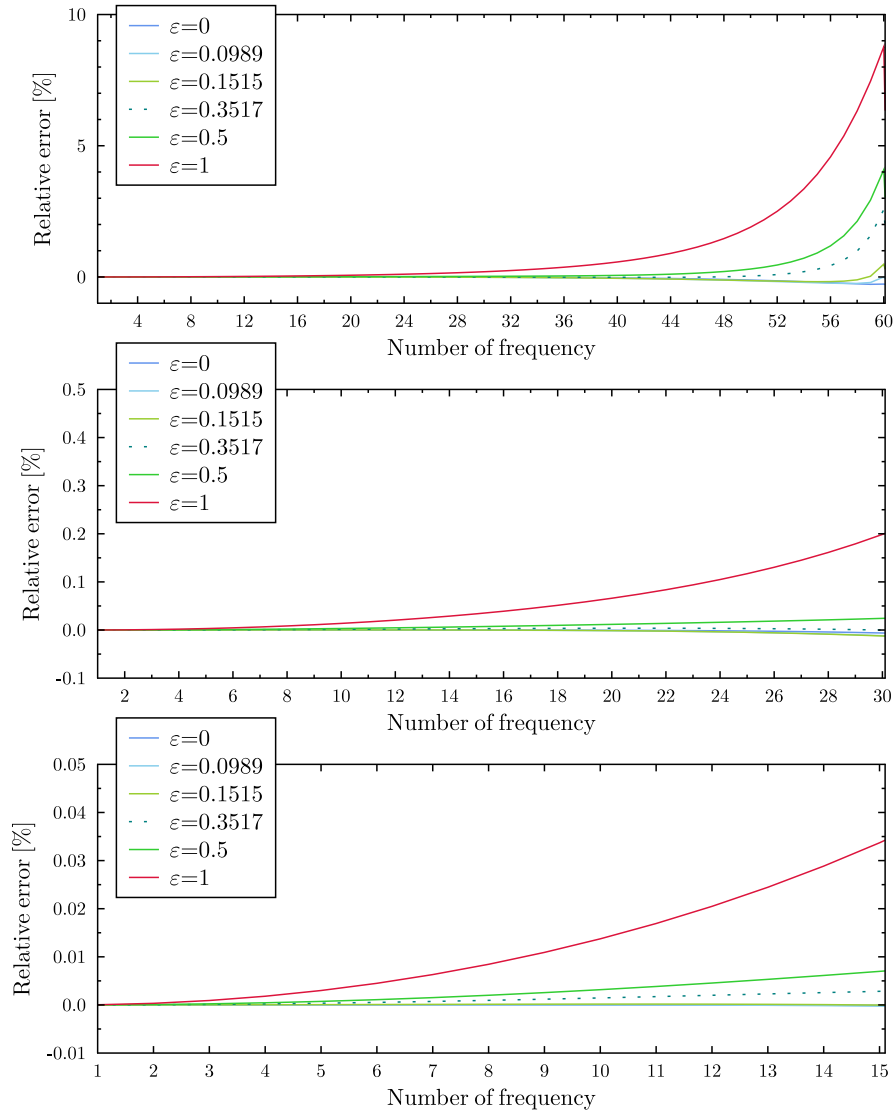 10
5
0
Relative error [%]
ε=0
ε=0.0989
ε=0.1515
ε=0.3517
ε=0.5
ε=1
4 8 12 16 20 24 28 32 36 40 44 48 52 56 60
Number of frequency
0.5
0.4
0.3
0.2
0.1
0.0
-0.1
Relative error [%]
ε=0
ε=0.0989
ε=0.1515
ε=0.3517
ε=0.5
ε=1
2 4 6 8 10 12 14 16 18 20 22 24 26 28 30
Number of frequency
0.05
0.04
0.03
0.02
0.01
0.0
-0.01
Relative error [%]
ε=0
ε=0.0989
ε=0.1515
ε=0.3517
ε=0.5
ε=1
1 2 3 4 5 6 7 8 9 10 11 12 13 14 15
Number of frequency